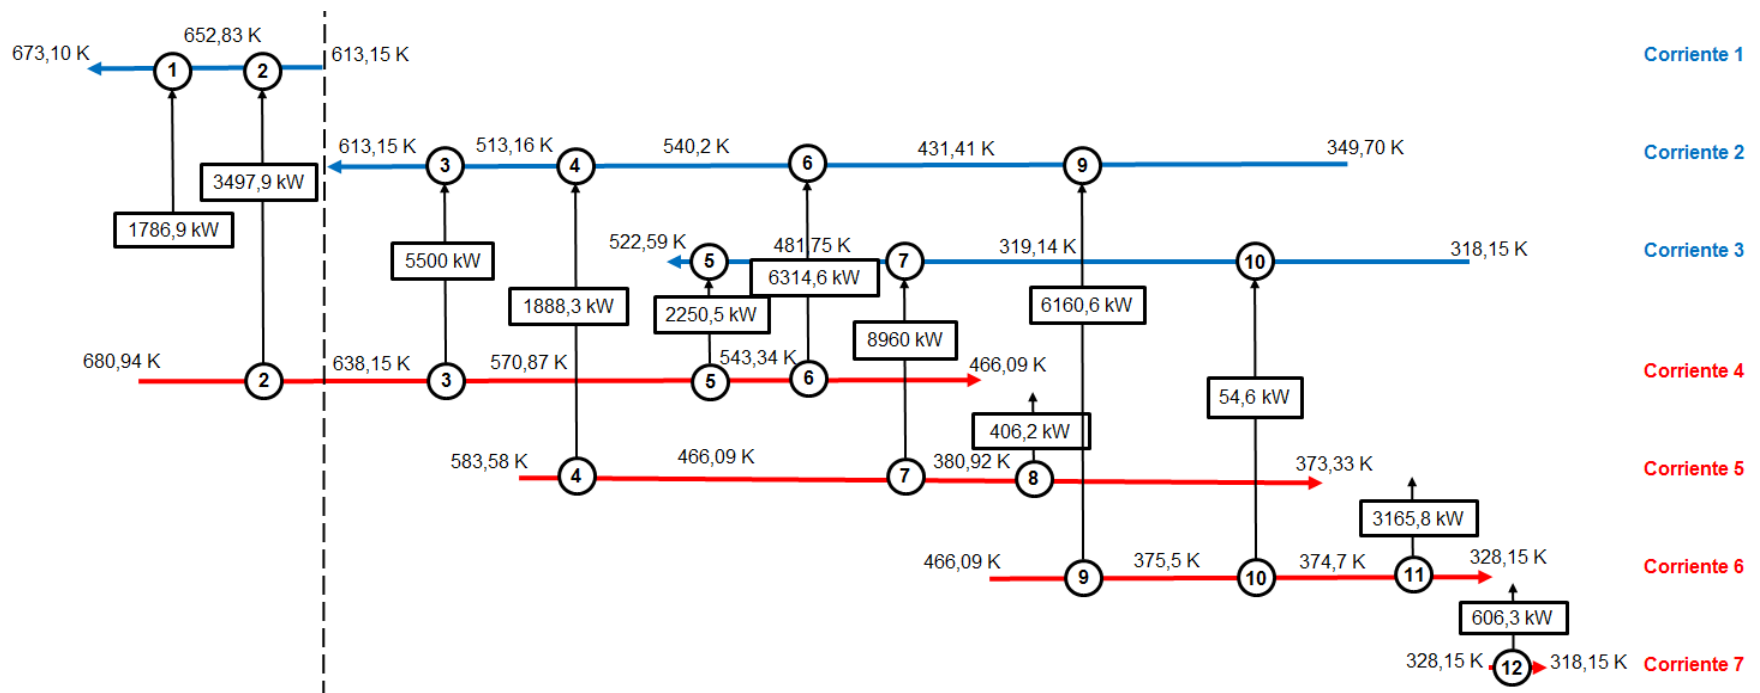 652,83 K
673,10 K
613,15 K
Corriente 1
1
2
3497,9 kW
1786,9 kW
613,15 K
513,16 K
540,2 K
431,41 K
349,70 K
Corriente 2
3
4
6
9
522,59 K
481,75 K
319,14 K
318,15 K
Corriente 3
5
7
10
5500 kW
1888,3 kW
2250,5 kW
6314,6 kW
8960 kW
6160,6 kW
680,94 K
638,15 K
570,87 K
543,34 K
466,09 K
Corriente 4
2
3
5
6
54,6 kW
406,2 kW
583,58 K
466,09 K
380,92 K
373,33 K
Corriente 5
4
7
8
3165,8 kW
466,09 K
375,5 K
374,7 K
328,15 K
Corriente 6
9
10
11
606,3 kW
328,15 K
12
318,15 K
Corriente 7